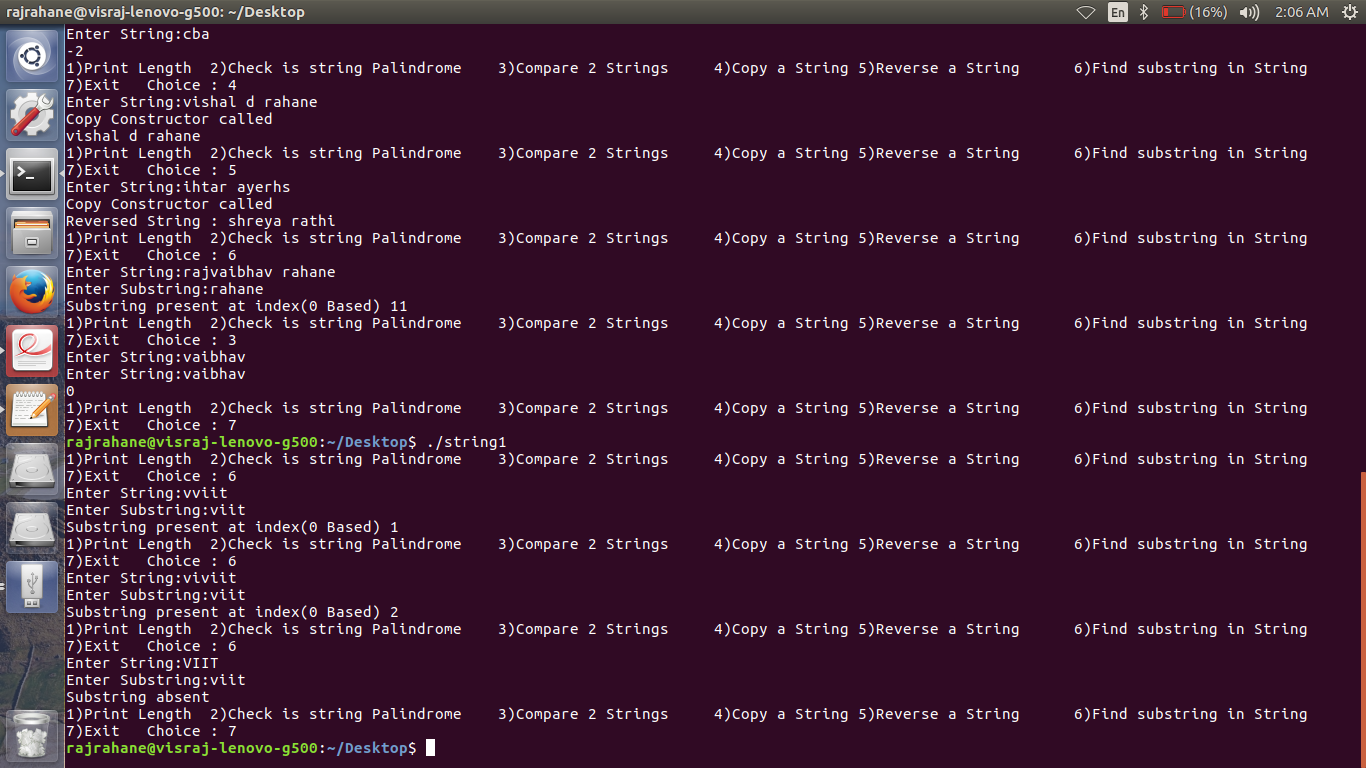 rajrahane@visraj-lenovo-g500: ~/Desktop En (16%) 2:06 AM
Enter String:cba
-2
1)Print Length  2)Check is string Palindrome    3)Compare 2 Strings     4)Copy a String 5)Reverse a String      6)Find substring in String
7)Exit   Choice : 4
Enter String:vishal d rahane
Copy Constructor called
vishal d rahane
1)Print Length  2)Check is string Palindrome    3)Compare 2 Strings     4)Copy a String 5)Reverse a String      6)Find substring in String
7)Exit   Choice : 5
Enter String:ihtar ayerhs
Copy Constructor called
Reversed String : shreya rathi
1)Print Length  2)Check is string Palindrome    3)Compare 2 Strings     4)Copy a String 5)Reverse a String      6)Find substring in String
7)Exit   Choice : 6
Enter String:rajvaibhav rahane
Enter Substring:rahane
Substring present at index(0 Based) 11
1)Print Length  2)Check is string Palindrome    3)Compare 2 Strings     4)Copy a String 5)Reverse a String      6)Find substring in String
7)Exit   Choice : 3
Enter String:vaibhav
Enter String:vaibhav
0
1)Print Length  2)Check is string Palindrome    3)Compare 2 Strings     4)Copy a String 5)Reverse a String      6)Find substring in String
7)Exit   Choice : 7
rajrahane@visraj-lenovo-g500:~/Desktop$ ./string1
1)Print Length  2)Check is string Palindrome    3)Compare 2 Strings     4)Copy a String 5)Reverse a String      6)Find substring in String
7)Exit   Choice : 6
Enter String:vviit
Enter Substring:viit
Substring present at index(0 Based) 1
1)Print Length  2)Check is string Palindrome    3)Compare 2 Strings     4)Copy a String 5)Reverse a String      6)Find substring in String
7)Exit   Choice : 6
Enter String:viviit
Enter Substring:viit
Substring present at index(0 Based) 2
1)Print Length  2)Check is string Palindrome    3)Compare 2 Strings     4)Copy a String 5)Reverse a String      6)Find substring in String
7)Exit   Choice : 6
Enter String:VIIT
Enter Substring:viit
Substring absent
1)Print Length  2)Check is string Palindrome    3)Compare 2 Strings     4)Copy a String 5)Reverse a String      6)Find substring in String
7)Exit   Choice : 7
rajrahane@visraj-lenovo-g500:~/Desktop$